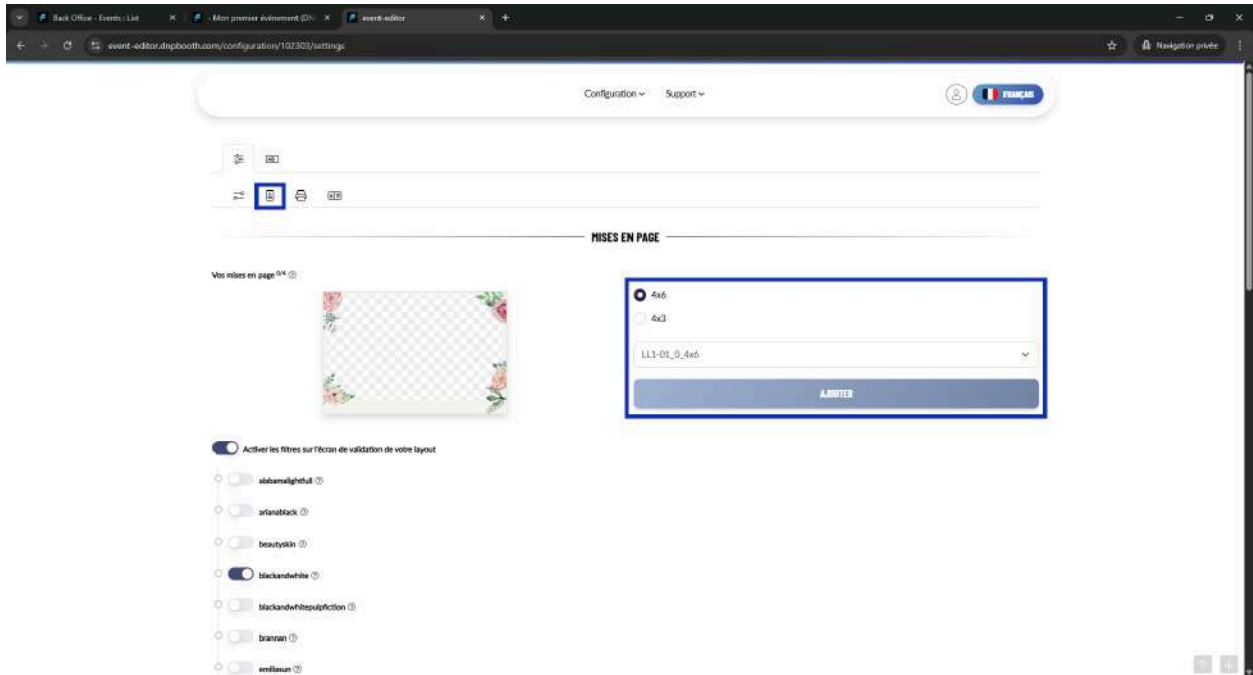 Back Office - Events : List
- Mon premier événement (DN
event-editor
event-editor.dnpbooth.com/configuration/102303/settings
Navigation privée
Configuration
Support
FRANÇAIS
MISES EN PAGE
Vos mises en page 0/4
4x6
4x3
LL1-01_0_4x6
AJOUTER
Activer les filtres sur l'écran de validation de votre layout
alabamalightfull
arianablack
beautyskin
blackandwhite
blackandwhitepulpfiction
brannan
emiliasun